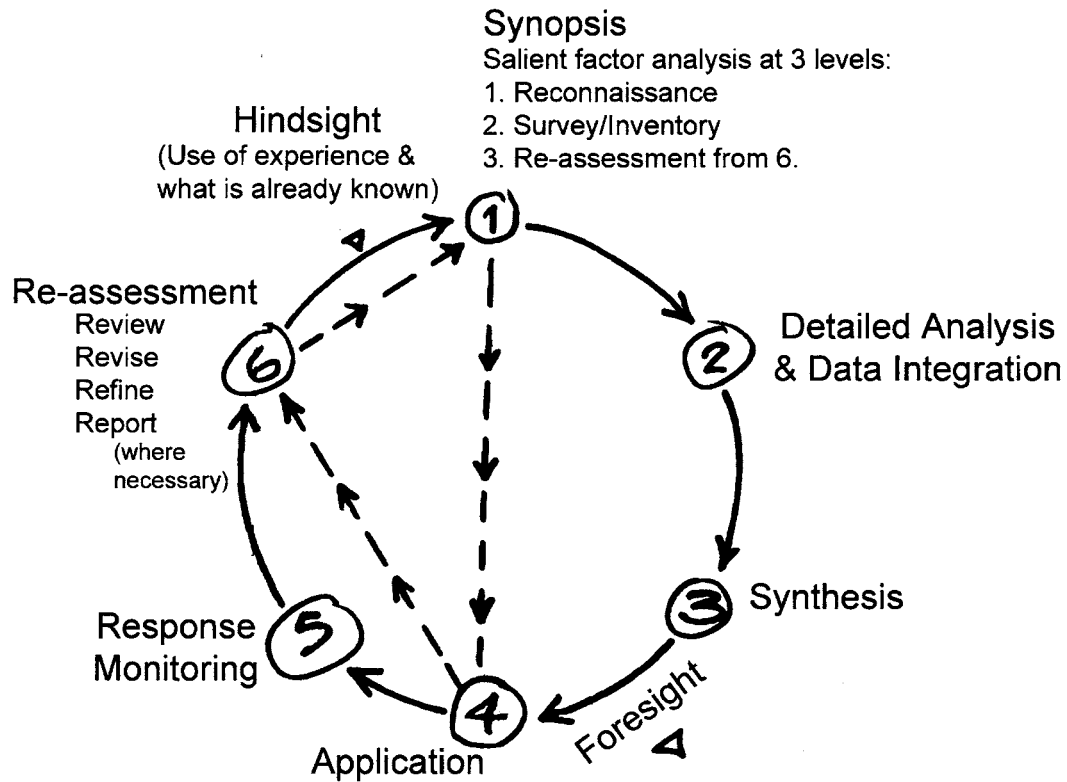 Synopsis
Salient factor analysis at 3 levels:
1. Reconnaissance
2. Survey/Inventory
3. Re-assessment from 6.
Hindsight
(Use of experience &
what is already known)
1
Re-assessment
Review
Revise
Refine
Report
(where
necessary)
6
2
Detailed Analysis
& Data Integration
3
Synthesis
Foresight
Response
Monitoring
5
4
Application